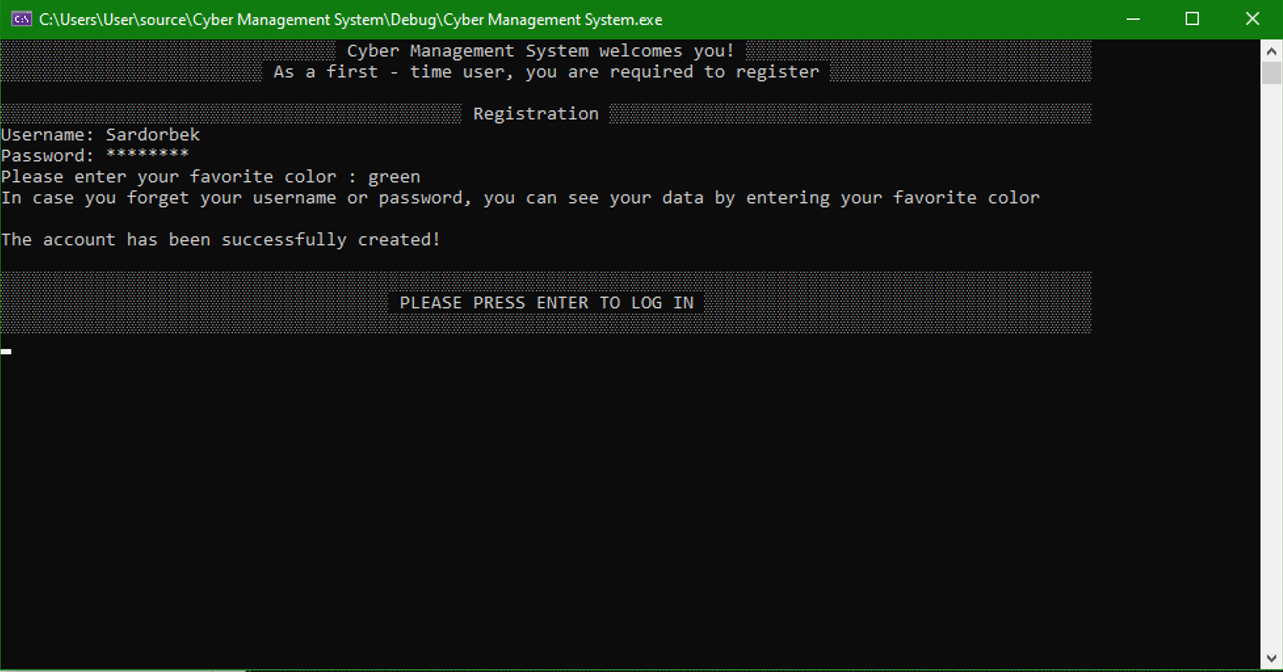 C:\Users\User\source\Cyber Management System\Debug\Cyber Management System.exe
Cyber Management System welcomes you!
As a first - time user, you are required to register
Registration
Username: Sardorbek
Password: ********
Please enter your favorite color : green
In case you forget your username or password, you can see your data by entering your favorite color
The account has been successfully created!
PLEASE PRESS ENTER TO LOG IN